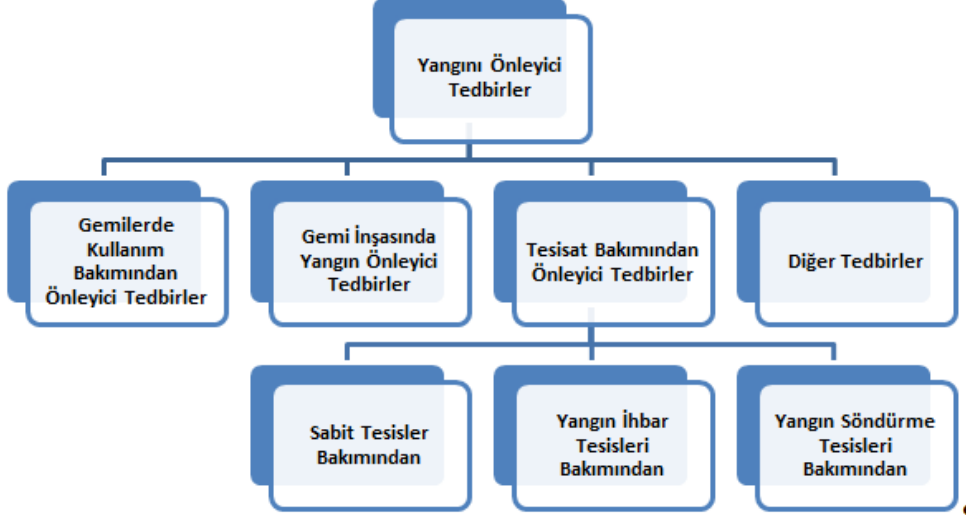 Yangını Önleyici
Tedbirler
Gemilerde
Kullanım
Bakımından
Önleyici Tedbirler
Gemi İnşasında
Yangın Önleyici
Tedbirler
Tesisat Bakımından
Önleyici Tedbirler
Diğer Tedbirler
Sabit Tesisler
Bakımından
Yangın İhbar
Tesisleri
Bakımından
Yangın Söndürme
Tesisleri
Bakımından